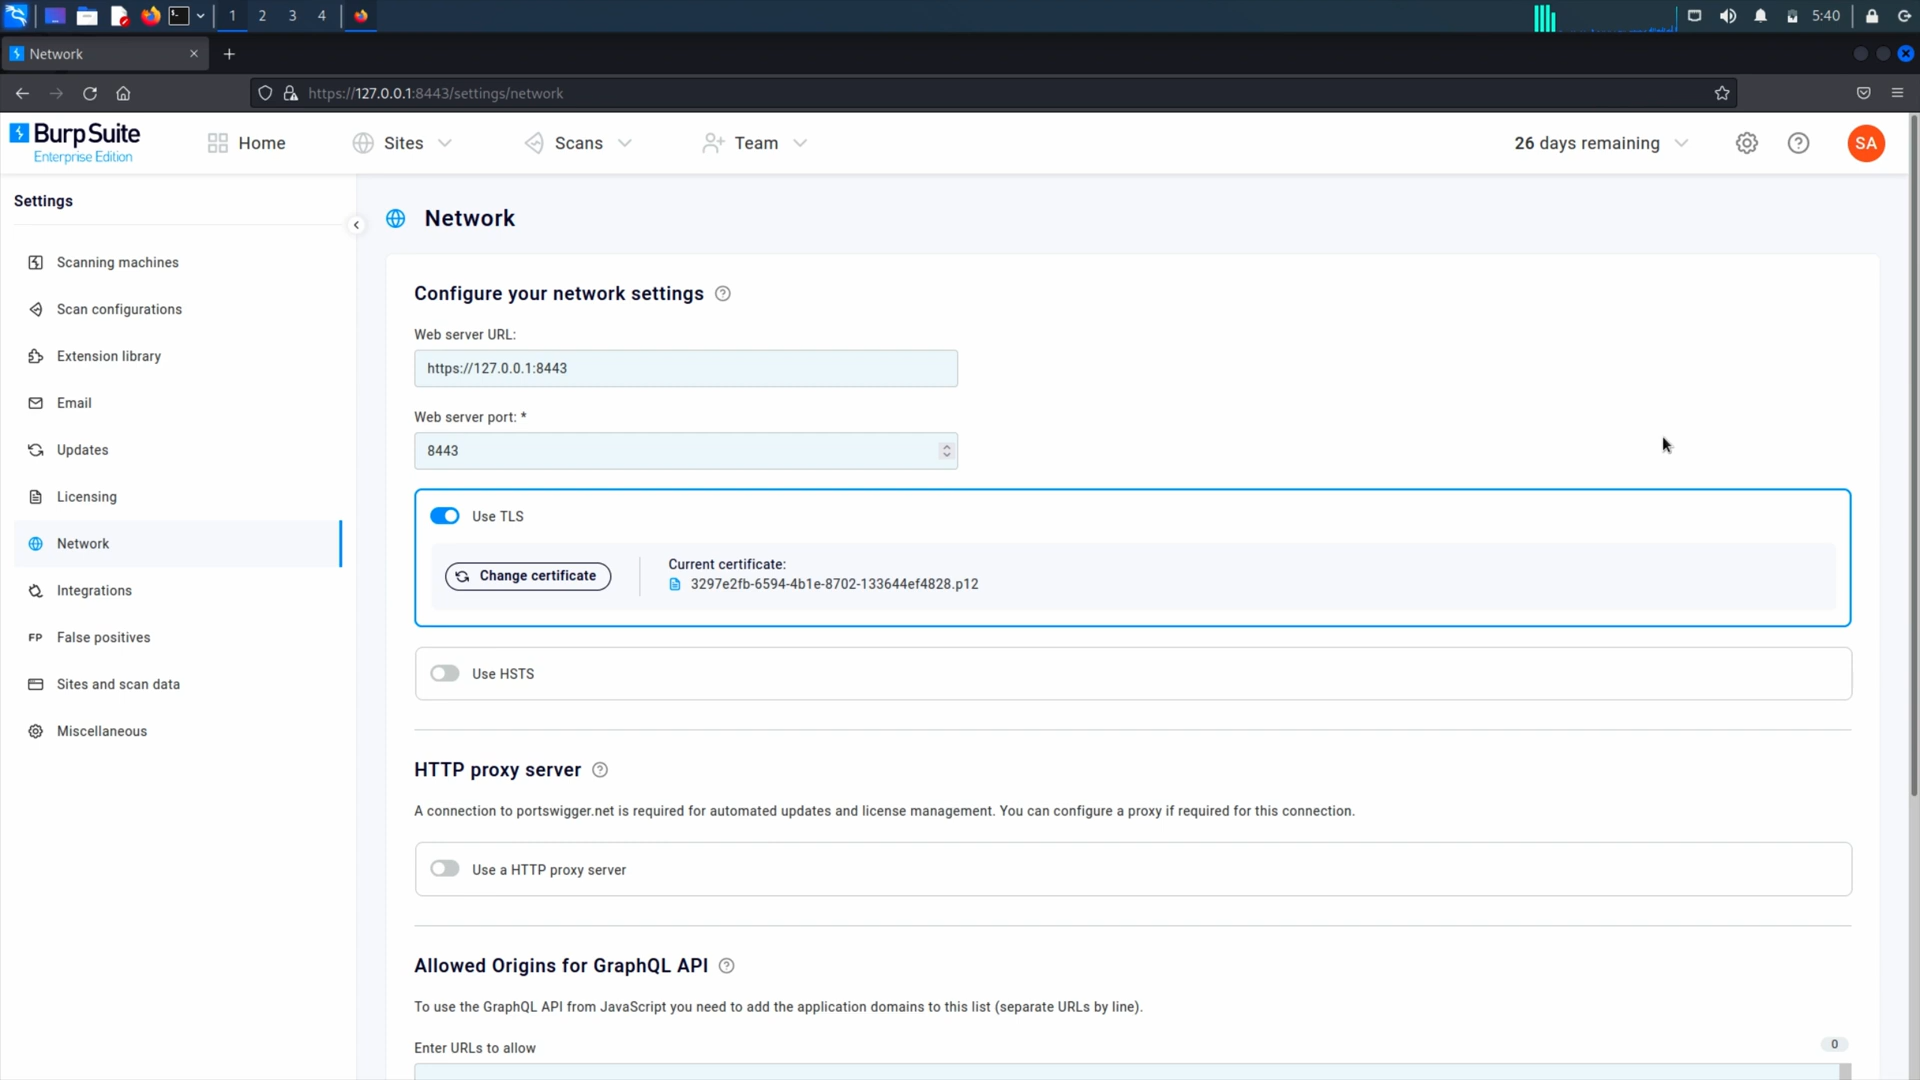 1 2 3 4
5:40
Network
https://127.0.0.1:8443/settings/network
Burp Suite
Enterprise Edition
Home Sites Scans Team
26 days remaining
SA
Settings
Scanning machines
Scan configurations
Extension library
Email
Updates
Licensing
Network
Integrations
FP False positives
Sites and scan data
Miscellaneous
Network
Configure your network settings
Web server URL:
https://127.0.0.1:8443
Web server port: *
8443
Use TLS
Change certificate
Current certificate:
3297e2fb-6594-4b1e-8702-133644ef4828.p12
Use HSTS
HTTP proxy server
A connection to portswigger.net is required for automated updates and license management. You can configure a proxy if required for this connection.
Use a HTTP proxy server
Allowed Origins for GraphQL API
To use the GraphQL API from JavaScript you need to add the application domains to this list (separate URLs by line).
Enter URLs to allow
0